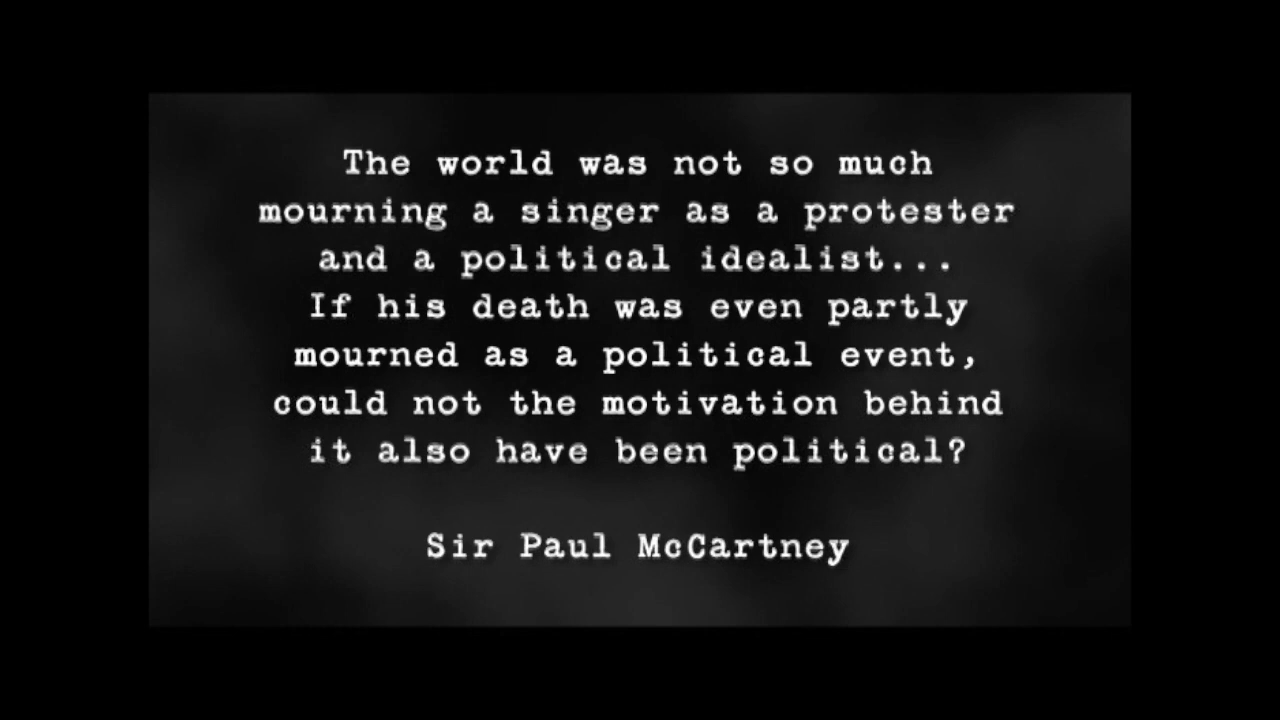 The world was not so much
mourning a singer as a protester
and a political idealist...
If his death was even partly
mourned as a political event,
could not the motivation behind
it also have been political?
Sir Paul McCartney